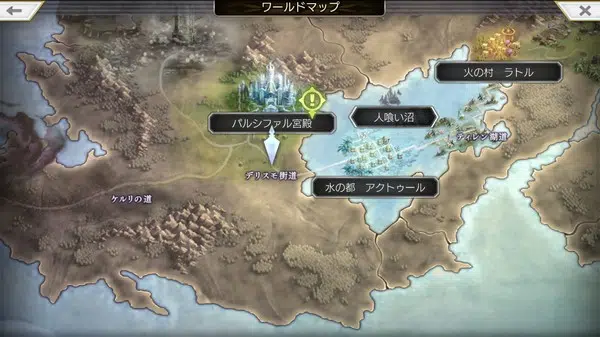 ワールドマップ
火の村 ラトル
人喰い沼
パルシファル宮殿
ティレン湖道
デリスモ街道
水の都 アクトゥール
ケルリの道